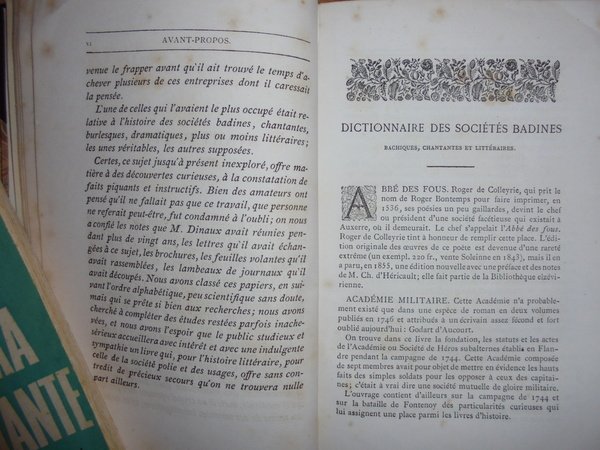 VI AVANT-PROPOS.
venue le frapper avant qu'il ait trouvé le temps d'a-
chever plusieurs de ces entreprises dont il caressait
la pensée.
L'une de celles qui l'avaient le plus occupé était re-
lative à l'histoire des sociétés badines, chantantes,
burlesques, dramatiques, plus ou moins littéraires;
les unes véritables, les autres supposées.
Certes, ce sujet jusqu'à présent inexploré, offre ma-
tière à des découvertes curieuses, à la constatation de
faits piquants et instructifs. Bien des amateurs ont
pensé qu'il ne fallait pas que ce travail, que personne
ne referait peut-être, fut condamné à l'oubli; on nous
a confié les notes que M. Dinaux avait réunies pen-
dant plus de vingt ans, les lettres qu'il avait échan-
gées à ce sujet, les brochures, les feuilles volantes qu'il
avait rassemblées, les lambeaux de journaux qu'il
avait découpés. Nous avons classé ces papiers, en sui-
vant l'ordre alphabétique, peu scientifique sans doute,
mais qui se prête si bien aux recherches; nous avons
cherché à compléter des études restées parfois inache-
vées, et nous avons l'espoir que le public studieux et
sérieux accueillera avec intérêt et avec une indulgente
sympathie un livre qui, pour l'histoire littéraire, pour
celle de la société polie et des usages, offre sans con-
tredit de précieux secours qu'on ne trouvera nulle
part ailleurs.
ANTE
DICTIONNAIRE DES SOCIÉTÉS BADINES
BACHIQUES, CHANTANTES ET LITTÉRAIRES.
ABBÉ DES FOUS. Roger de Colleyrie, qui prit le
nom de Roger Bontemps pour faire imprimer, en
1536, ses poésies un peu gaillardes, devint le chef
ou président d'une société facétieuse qui existait à
Auxerre, où il demeurait. Le chef s'appelait l'Abbé des fous.
Roger de Colleyrie tint à honneur de remplir cette place. L'édi-
tion originale des œuvres de ce poète est devenue d'une rareté
extrême (un exempl. 220 fr., vente Soleinne en 1843), mais il en
a paru, en 1855, une édition nouvelle avec une préface et des notes
de M. Ch. d'Héricault; elle fait partie de la Bibliothèque elzévi-
rienne.
ACADÉMIE MILITAIRE. Cette Académie n'a probable-
ment existé que dans une espèce de roman en deux volumes
publiés en 1746 et attribués à un écrivain assez fécond et fort
oublié aujourd'hui: Godart d'Aucourt.
On trouve dans ce livre la fondation, les statuts et les actes
de l'Académie ou Société de Héros subalternes établis en Flan-
dre pendant la campagne de 1744. Cette Académie composée
de sept membres avait pour objet de mettre en évidence les hauts
faits des simples soldats pour les opposer à ceux des capitai-
nes; c'était à vrai dire une société mutuelle de gloire militaire.
L'ouvrage contient d'ailleurs sur la campagne de 1744 et
sur la bataille de Fontenoy des particularités curieuses qui
lui assignent une place parmi les livres d'histoire.